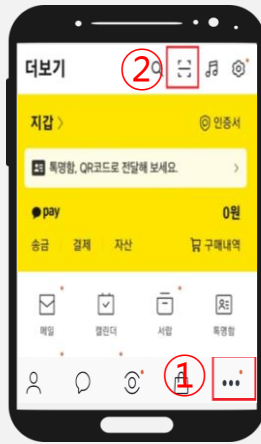 더보기
②
지갑 >
인증서
톡명함, QR코드로 전달해 보세요. >
pay
0원
송금 결제 자산
구매내역
메일 캘린더 서랍 톡명함
①